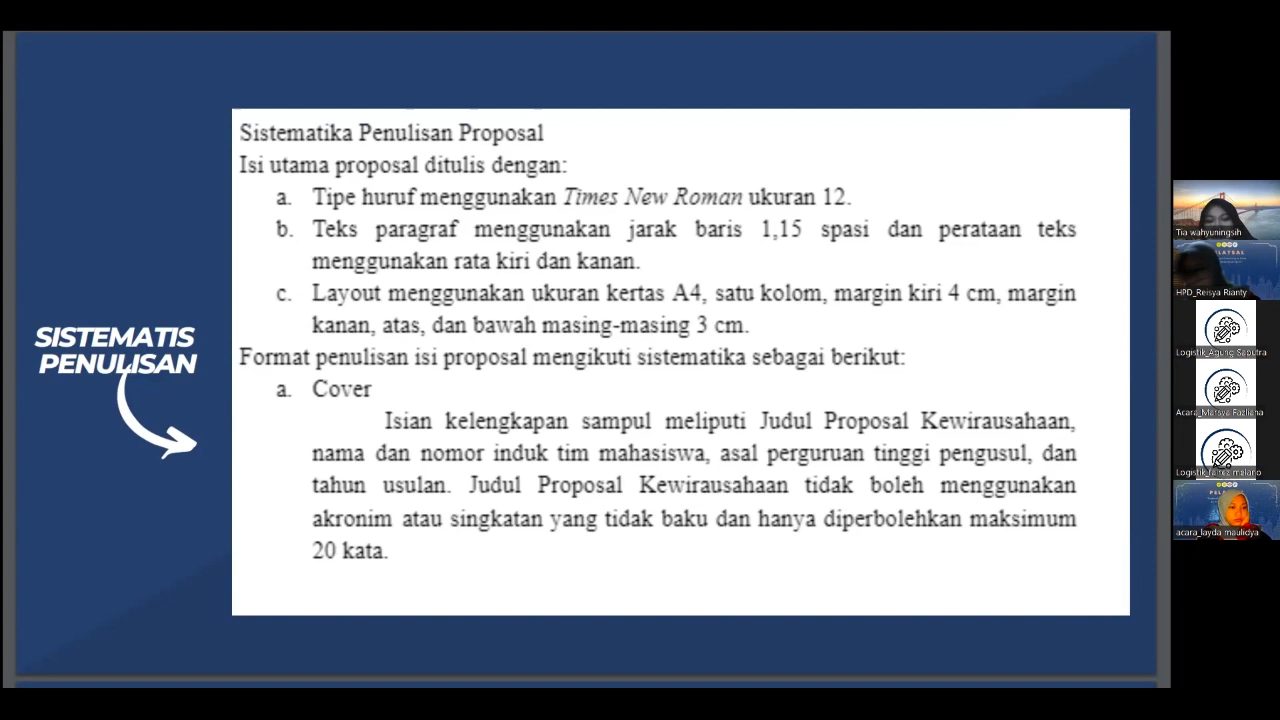 SISTEMATIS
PENULISAN
Sistematika Penulisan Proposal
Isi utama proposal ditulis dengan:
a. Tipe huruf menggunakan Times New Roman ukuran 12.
b. Teks paragraf menggunakan jarak baris 1,15 spasi dan perataan teks
menggunakan rata kiri dan kanan.
c. Layout menggunakan ukuran kertas A4, satu kolom, margin kiri 4 cm, margin
kanan, atas, dan bawah masing-masing 3 cm.
Format penulisan isi proposal mengikuti sistematika sebagai berikut:
a. Cover
Isian kelengkapan sampul meliputi Judul Proposal Kewirausahaan,
nama dan nomor induk tim mahasiswa, asal perguruan tinggi pengusul, dan
tahun usulan. Judul Proposal Kewirausahaan tidak boleh menggunakan
akronim atau singkatan yang tidak baku dan hanya diperbolehkan maksimum
20 kata.
Tia wahyuningsih
HPD_Reisya Rianty
Logistik_Agung Saputra
Acara_Marsya Fazliana
Logistik_fairez melano
acara_layda maulidya